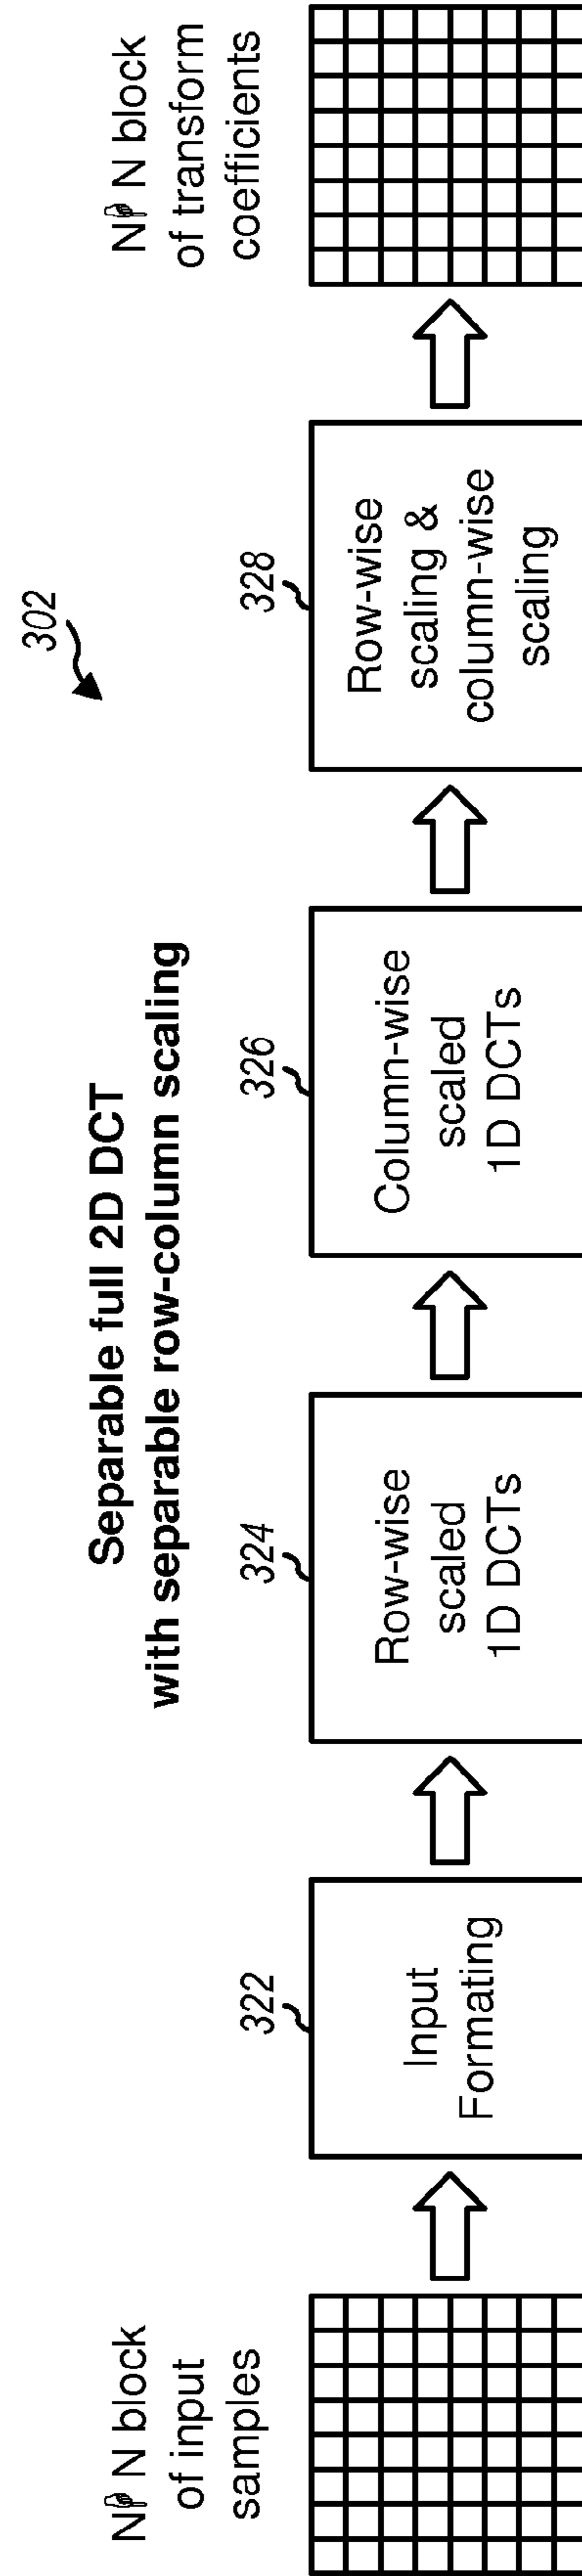 302
Separable full 2D DCT
with separable row-column scaling
N☟ N block
of input
samples
322
Input
Formating
324
Row-wise
scaled
1D DCTs
326
Column-wise
scaled
1D DCTs
328
Row-wise
scaling &
column-wise
scaling
N☟ N block
of transform
coefficients